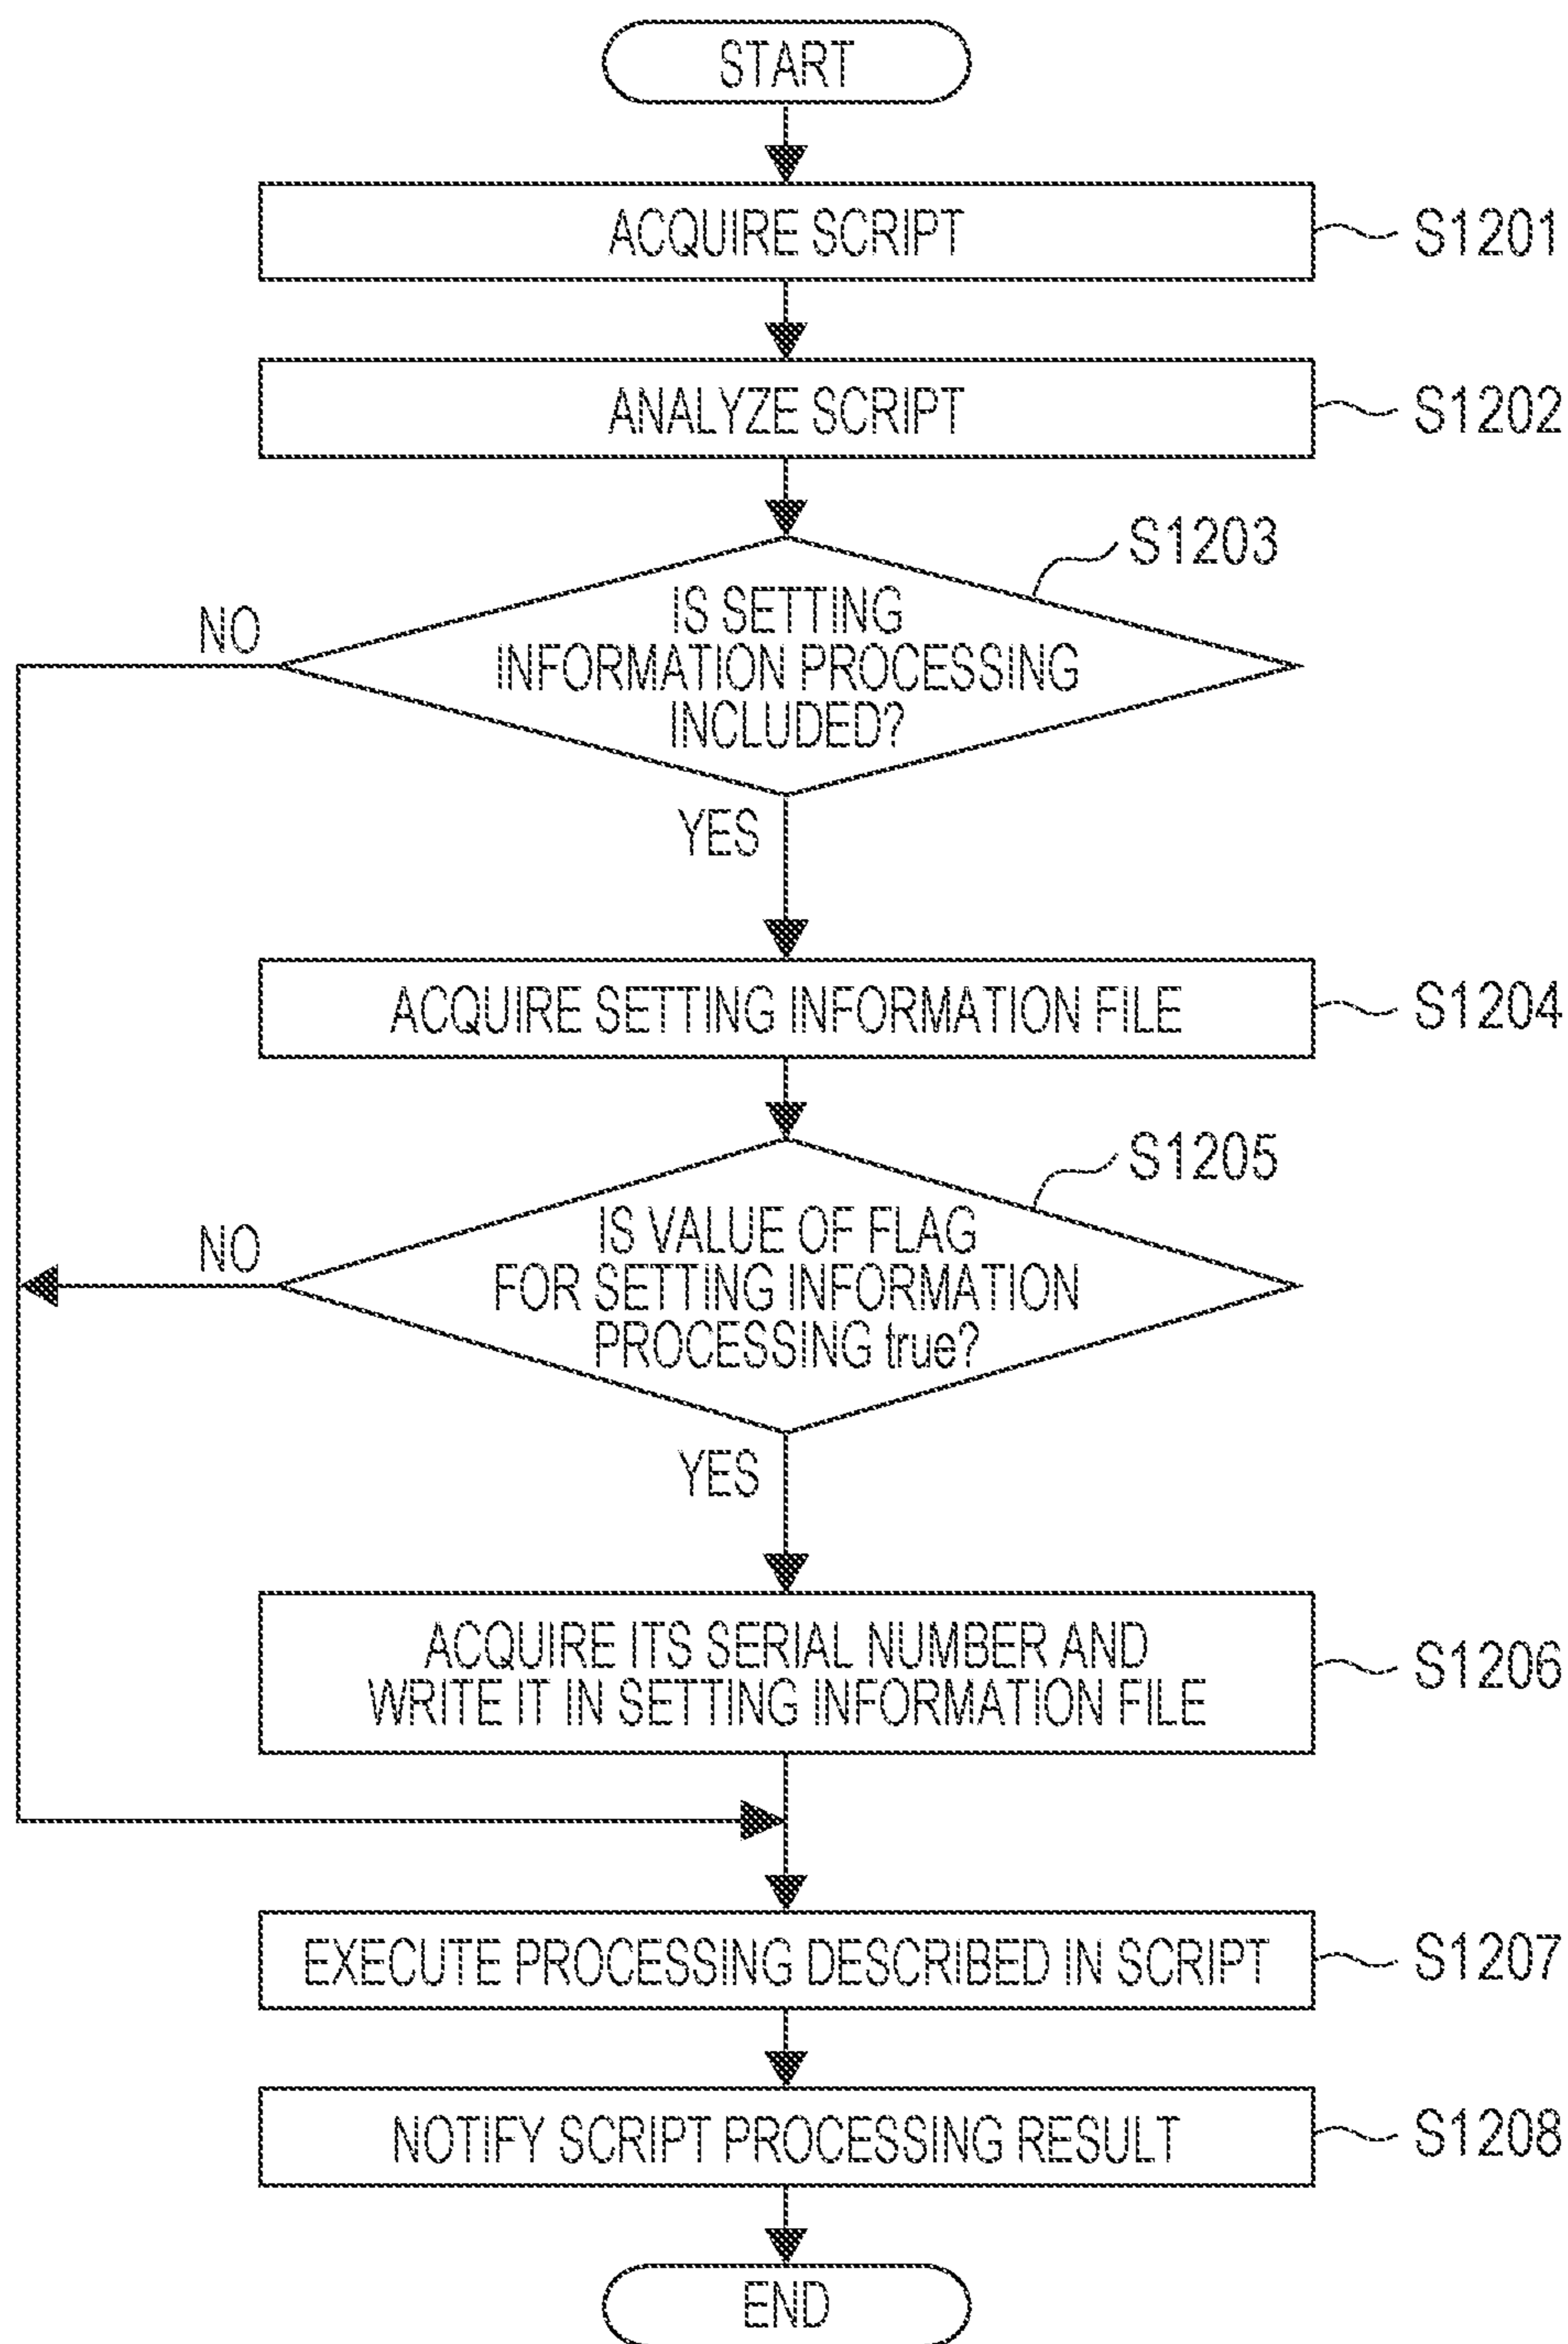 START
ACQUIRE SCRIPT
S1201
ANALYZE SCRIPT
S1202
S1203
IS SETTING
INFORMATION PROCESSING
INCLUDED?
NO
YES
ACQUIRE SETTING INFORMATION FILE
S1204
S1205
IS VALUE OF FLAG
FOR SETTING INFORMATION
PROCESSING true?
NO
YES
ACQUIRE ITS SERIAL NUMBER AND
WRITE IT IN SETTING INFORMATION FILE
S1206
EXECUTE PROCESSING DESCRIBED IN SCRIPT
S1207
NOTIFY SCRIPT PROCESSING RESULT
S1208
END